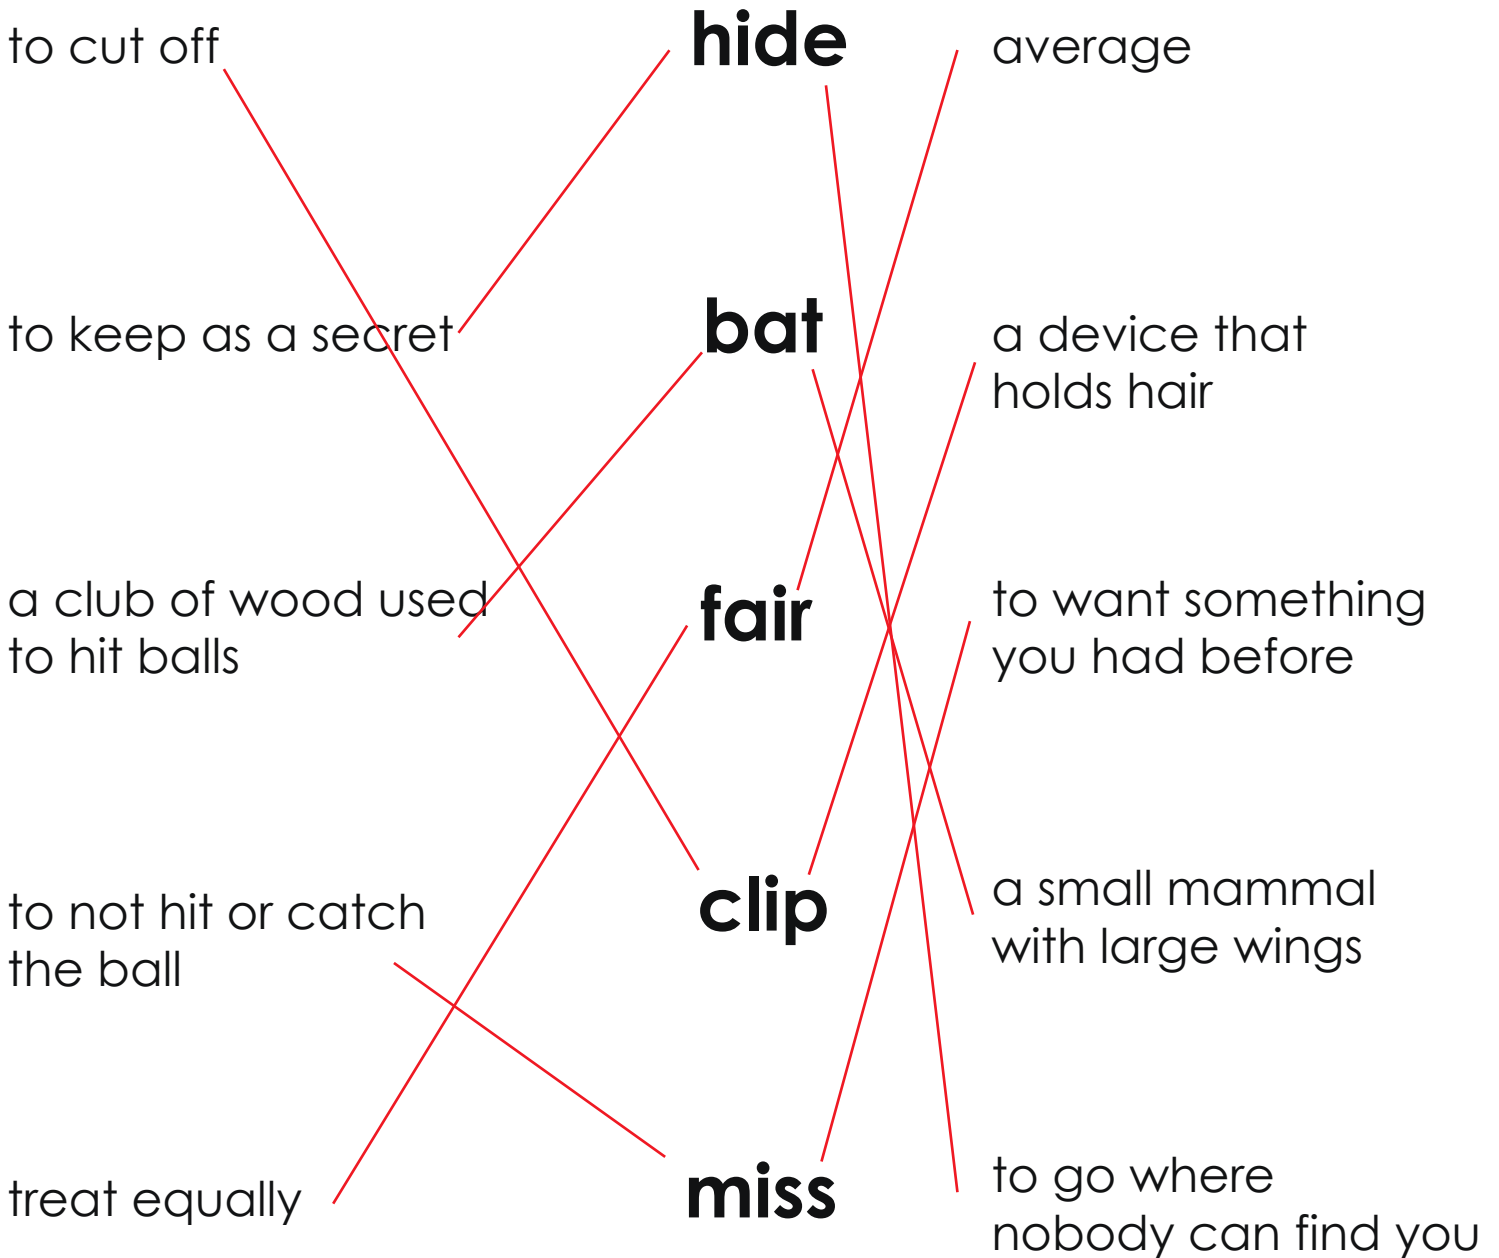 to cut off
hide
average
to keep as a secret
bat
a device that
holds hair
a club of wood used
to hit balls
fair
to want something
you had before
to not hit or catch
the ball
clip
a small mammal
with large wings
treat equally
miss
to go where
nobody can find you